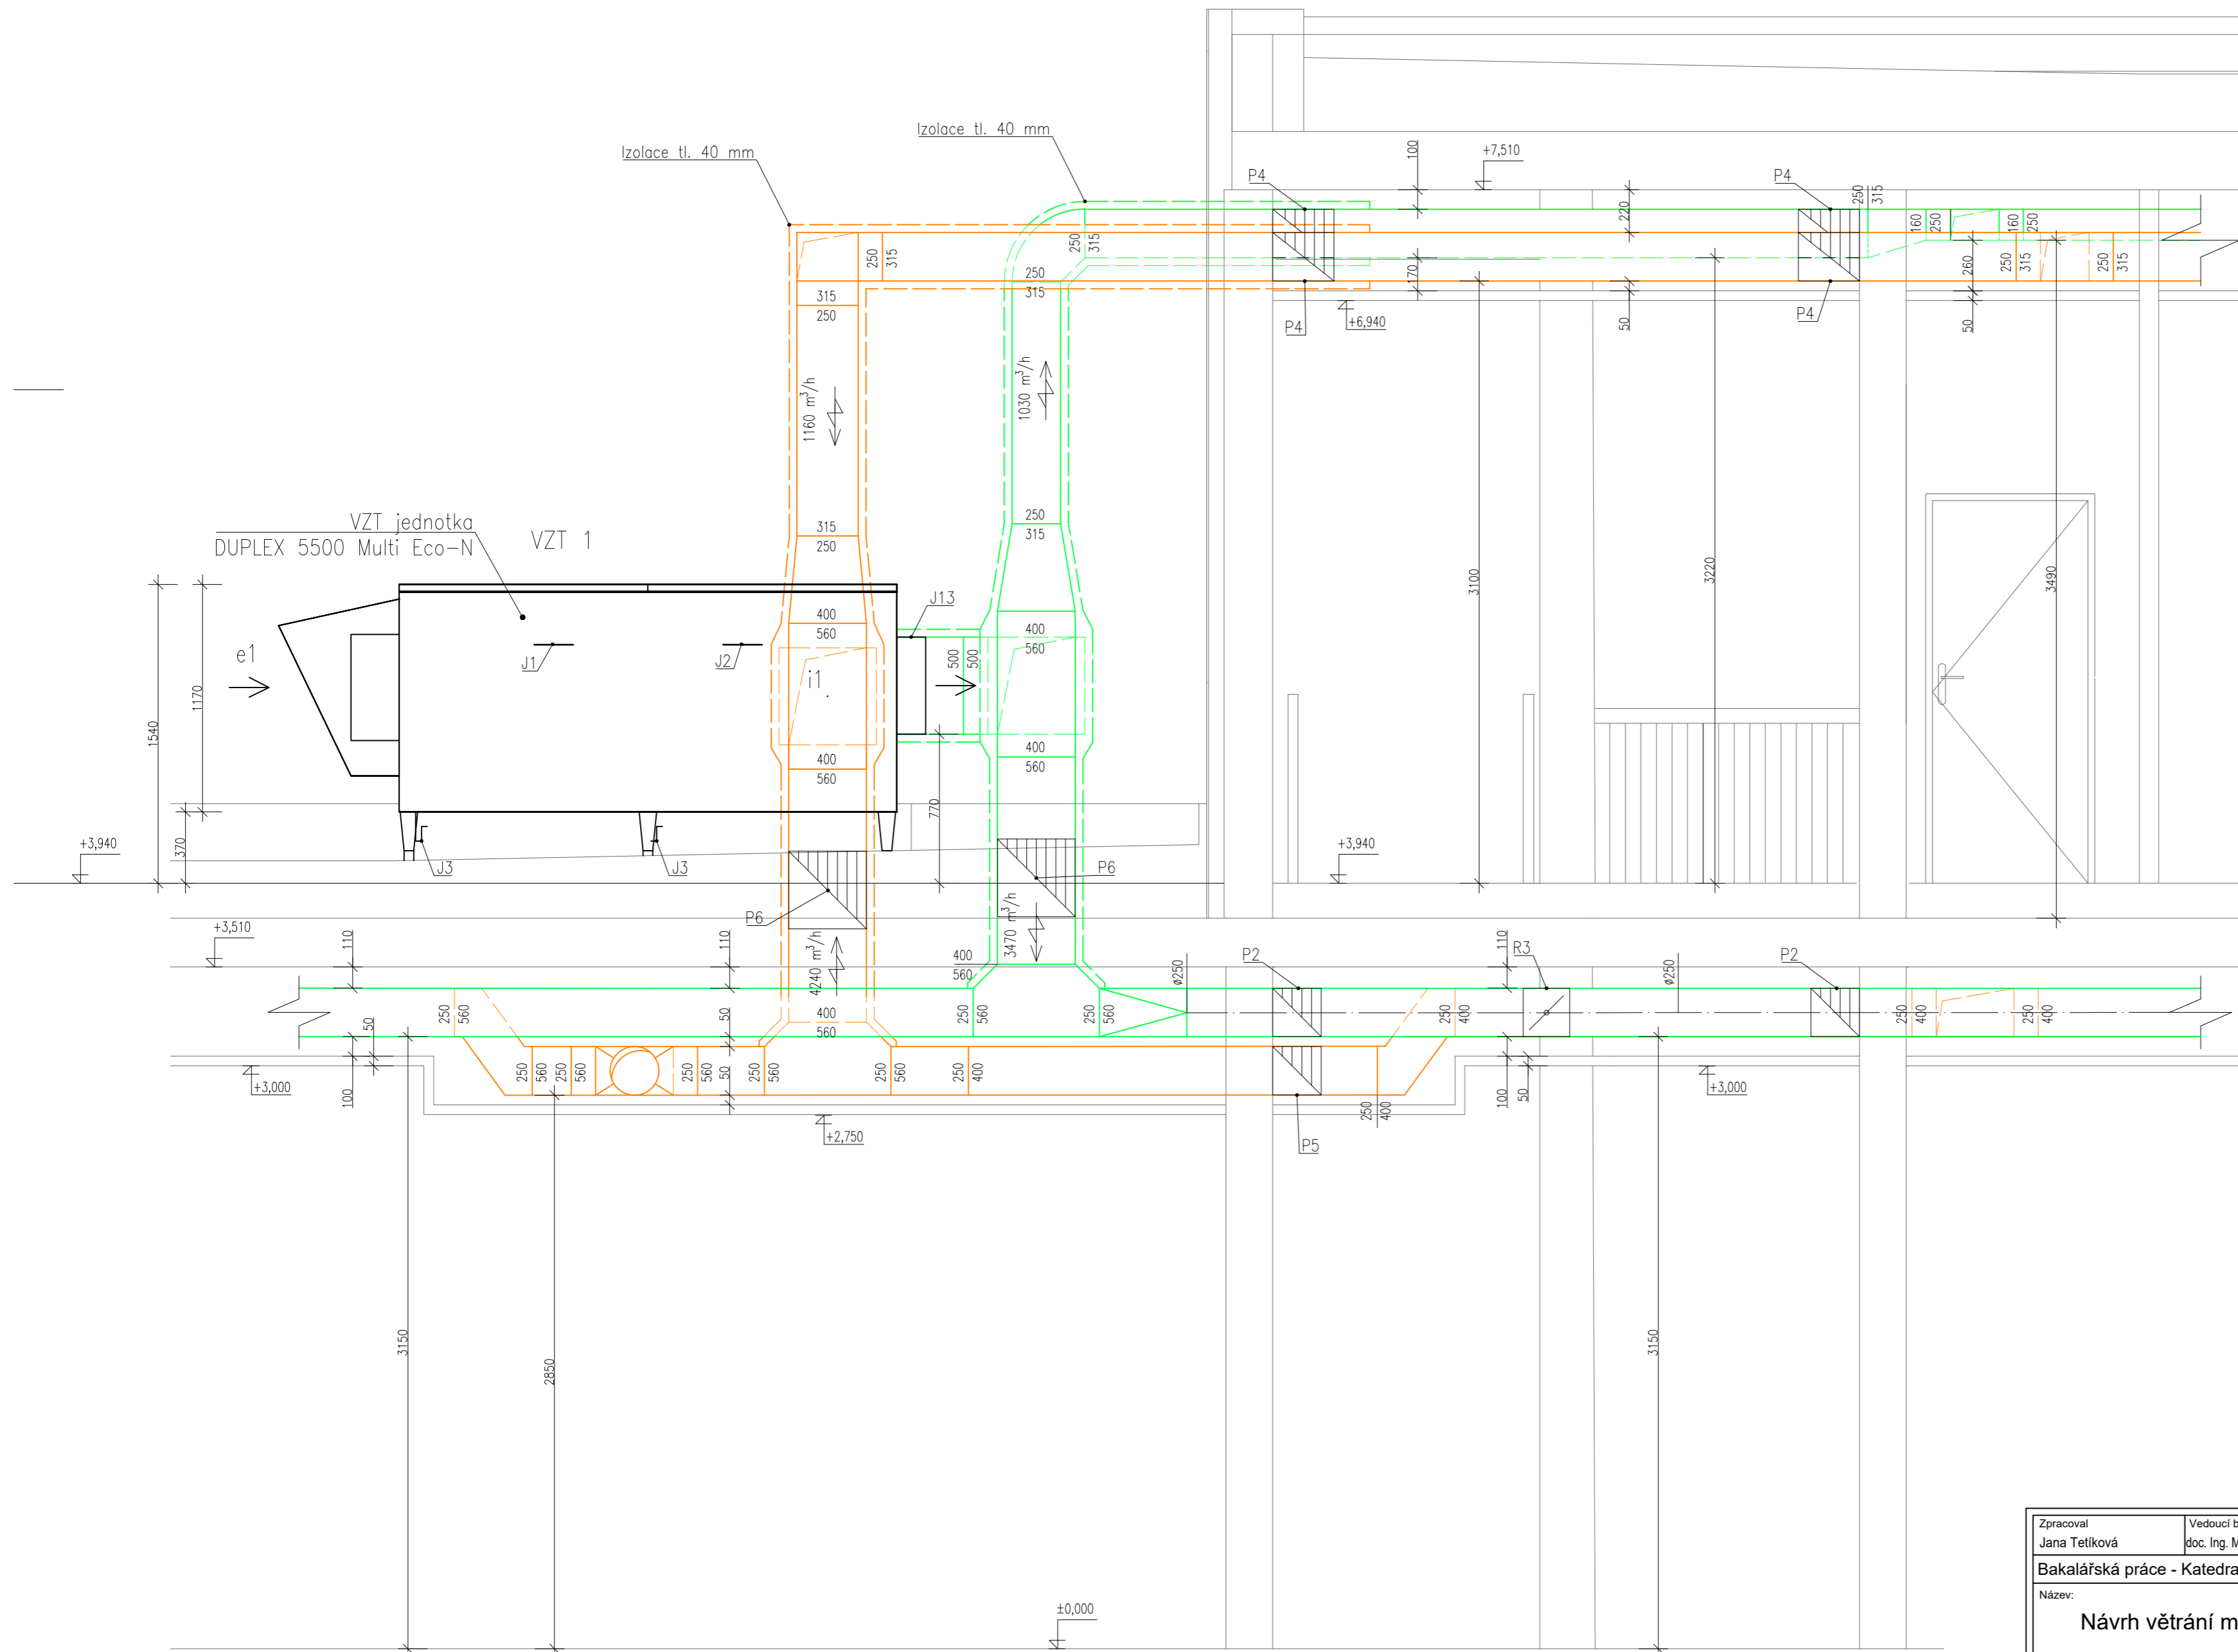 Izolace tl. 40 mm
Izolace tl. 40 mm
100
+7,510
P4
P4
250
315
220
160
250
160
250
250
315
250
315
250
315
170
260
250
315
250
315
315
250
P4
+6,940
50
P4
50
1160 m³/h
1030 m³/h
VZT jednotka
DUPLEX 5500 Multi Eco-N
VZT 1
315
250
250
315
3100
3220
3490
J13
400
560
400
560
e1
J1
J2
i1
500
500
1170
1540
400
560
400
560
770
370
+3,940
+3,940
J3
J3
P6
P6
+3,510
110
110
4240 m³/h
3470 m³/h
400
560
ø250
P2
110
R3
ø250
P2
250
560
50
50
400
560
250
560
250
560
250
400
250
400
250
400
250
560
250
560
250
560
50
250
560
250
560
250
400
+3,000
100
100
50
+3,000
250
400
+2,750
P5
3150
2850
3150
±0,000
Zpracoval
Vedoucí b
Jana Tetíková
doc. Ing. M
Bakalářská práce - Katedra
Název:
Návrh větrání m